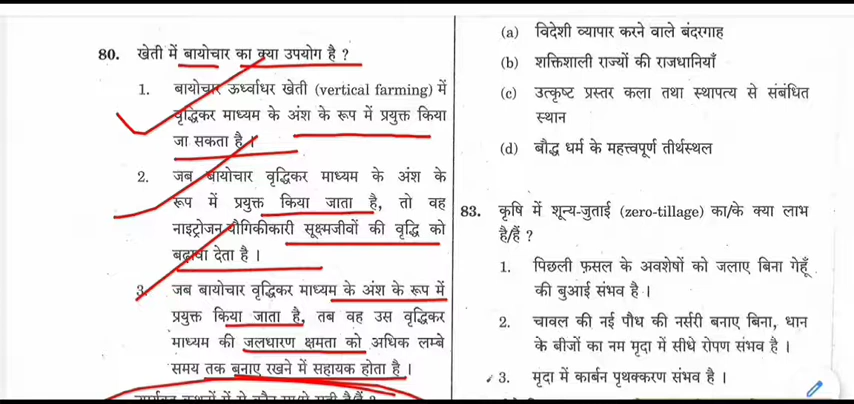 80. खेती में बायोचार का क्या उपयोग है ?
1. बायोचार ऊर्ध्वाधर खेती (vertical farming) में
वृद्धिकर माध्यम के अंश के रूप में प्रयुक्त किया
जा सकता है ।
2. जब बायोचार वृद्धिकर माध्यम के अंश के
रूप में प्रयुक्त किया जाता है, तो वह
नाइट्रोजन यौगिकीकारी सूक्ष्मजीवों की वृद्धि को
बढ़ावा देता है ।
3. जब बायोचार वृद्धिकर माध्यम के अंश के रूप में
प्रयुक्त किया जाता है, तब वह उस वृद्धिकर
माध्यम की जलधारण क्षमता को अधिक लम्बे
समय तक बनाए रखने में सहायक होता है ।
(a) विदेशी व्यापार करने वाले बंदरगाह
(b) शक्तिशाली राज्यों की राजधानियाँ
(c) उत्कृष्ट प्रस्तर कला तथा स्थापत्य से संबंधित
स्थान
(d) बौद्ध धर्म के महत्त्वपूर्ण तीर्थस्थल
83. कृषि में शून्य-जुताई (zero-tillage) का/के क्या लाभ
है/हैं ?
1. पिछली फ़सल के अवशेषों को जलाए बिना गेहूँ
की बुआई संभव है ।
2. चावल की नई पौध की नर्सरी बनाए बिना, धान
के बीजों का नम मृदा में सीधे रोपण संभव है ।
3. मृदा में कार्बन पृथक्करण संभव है ।